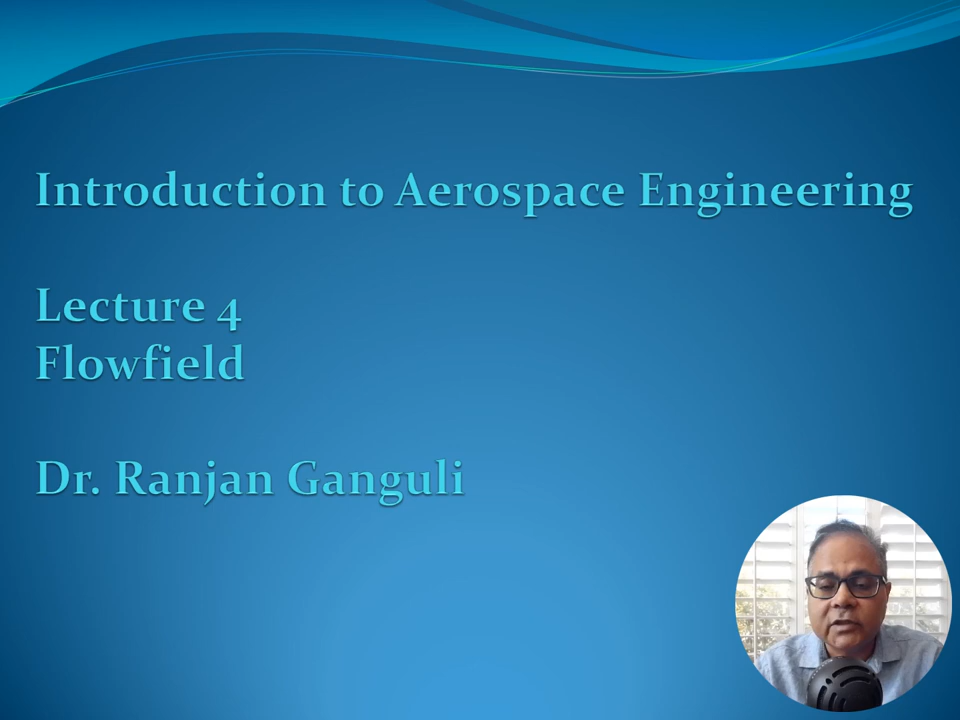 Introduction to Aerospace Engineering
Lecture 4
Flowfield
Dr. Ranjan Ganguli